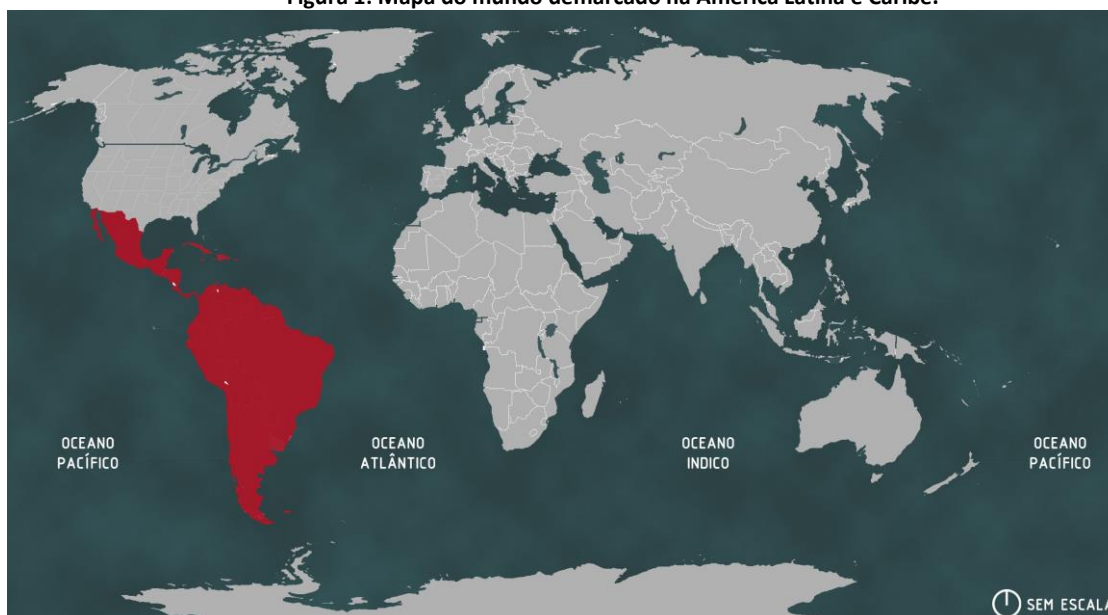 Figura 1: Mapa do mundo demarcado na América Latina e Caribe.
OCEANO
PACÍFICO
OCEANO
ATLÂNTICO
OCEANO
INDICO
OCEANO
PACÍFICO
SEM ESCALA